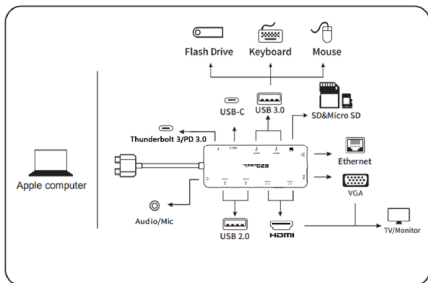 Flash Drive
Keyboard
Mouse
USB-C
USB 3.0
SD&Micro SD
Thunderbolt 3/PD 3.0
Ethernet
VGA
Apple computer
Audio/Mic
USB 2.0
HDMI
TV/Monitor